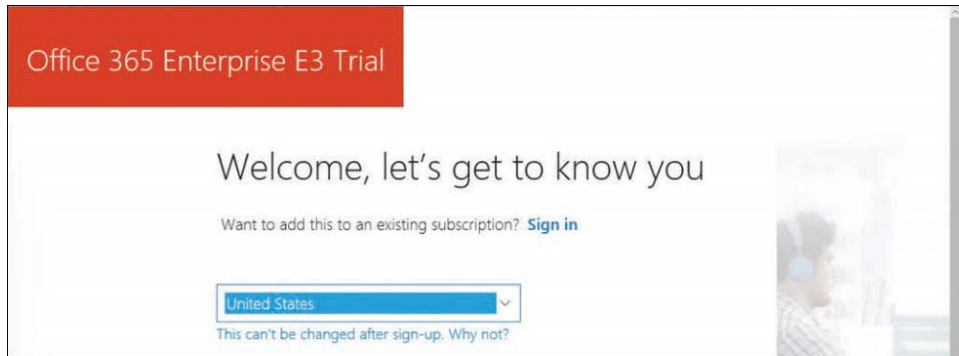 Office 365 Enterprise E3 Trial
Welcome, let's get to know you
Want to add this to an existing subscription? Sign in
United States
This can't be changed after sign-up. Why not?